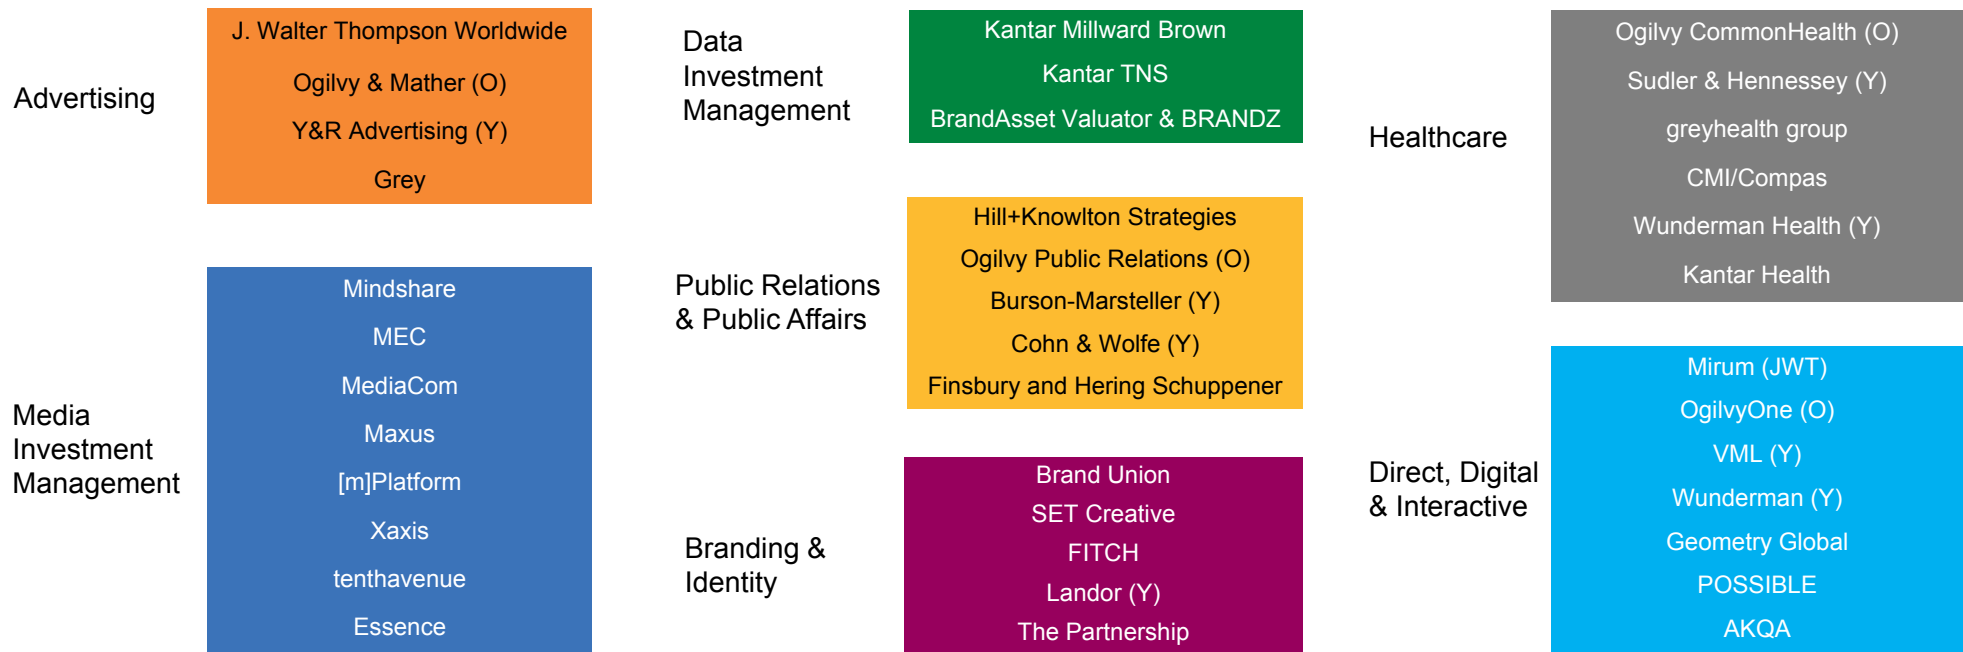 Advertising
J. Walter Thompson Worldwide
Ogilvy & Mather (O)
Y&R Advertising (Y)
Grey
Media
Investment
Management
Mindshare
MEC
MediaCom
Maxus
[m]Platform
Xaxis
tenthavenue
Essence
Data
Investment
Management
Kantar Millward Brown
Kantar TNS
BrandAsset Valuator & BRANDZ
Public Relations
& Public Affairs
Hill+Knowlton Strategies
Ogilvy Public Relations (O)
Burson-Marsteller (Y)
Cohn & Wolfe (Y)
Finsbury and Hering Schuppener
Branding &
Identity
Brand Union
SET Creative
FITCH
Landor (Y)
The Partnership
Healthcare
Ogilvy CommonHealth (O)
Sudler & Hennessey (Y)
greyhealth group
CMI/Compas
Wunderman Health (Y)
Kantar Health
Direct, Digital
& Interactive
Mirum (JWT)
OgilvyOne (O)
VML (Y)
Wunderman (Y)
Geometry Global
POSSIBLE
AKQA